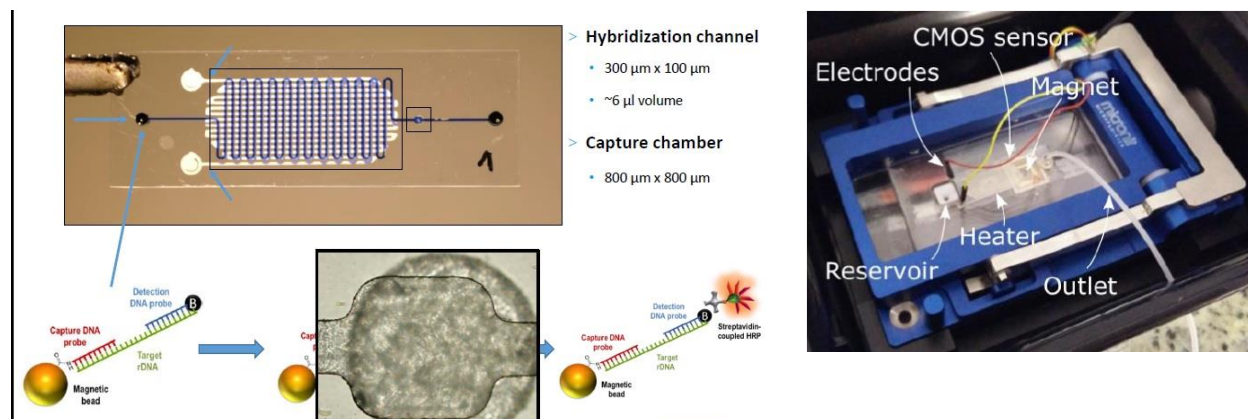 > Hybridization channel
• 300 µm x 100 µm
• ~6 µl volume
> Capture chamber
• 800 µm x 800 µm
1
Detection
DNA probe
B
Capture DNA
probe
Target
rDNA
Magnetic
bead
Captu
p
Detection
DNA probe
B
Capture DNA
probe
Streptavidin-
coupled HRP
Target
rDNA
Magnetic
bead
CMOS sensor
Electrodes
Magnet
micronit
Heater
Reservoir
Outlet